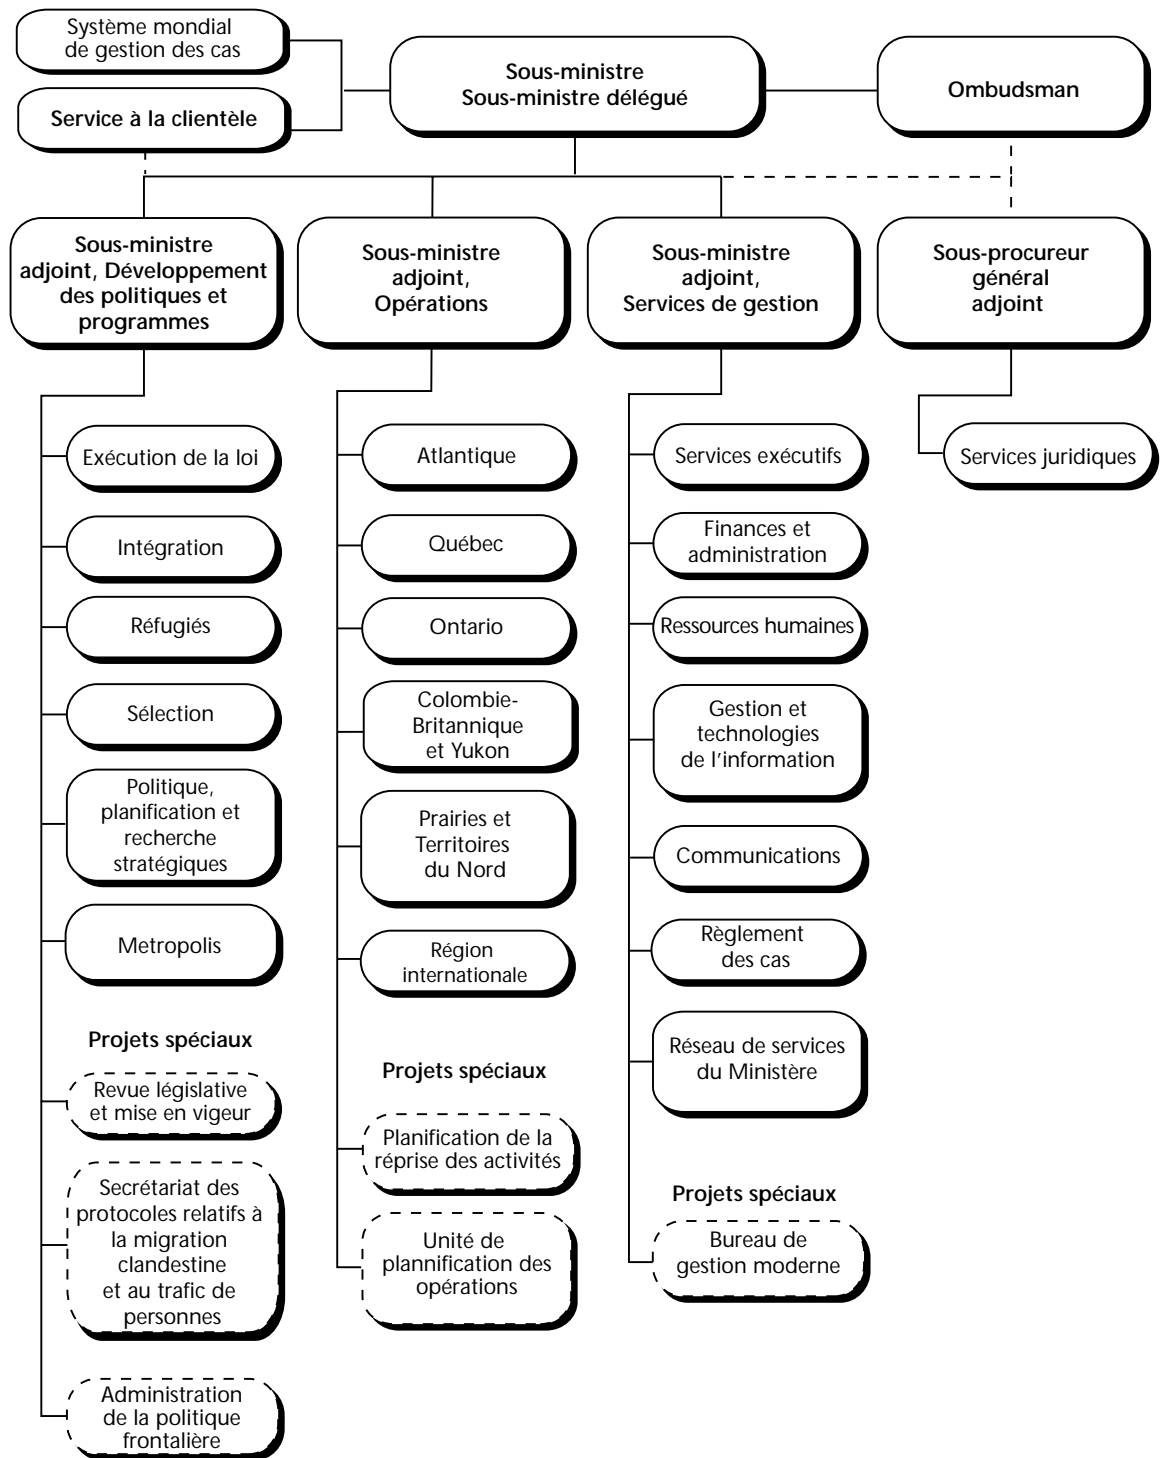 Système mondial
de gestion des cas
Service à la clientèle
Sous-ministre
Sous-ministre délégué
Ombudsman
Sous-ministre
adjoint, Développement
des politiques et
programmes
Sous-ministre
adjoint,
Opérations
Sous-ministre
adjoint,
Services de gestion
Sous-procureur
général
adjoint
Exécution de la loi
Intégration
Réfugiés
Sélection
Politique,
planification et
recherche
stratégiques
Metropolis
Projets spéciaux
Revue législative
et mise en vigeur
Secrétariat des
protocoles relatifs à
la migration
clandestine
et au trafic de
personnes
Administration
de la politique
frontalière
Atlantique
Québec
Ontario
Colombie-
Britannique
et Yukon
Prairies et
Territoires
du Nord
Région
internationale
Projets spéciaux
Planification de la
réprise des activités
Unité de
plannification des
opérations
Services exécutifs
Finances et
administration
Ressources humaines
Gestion et
technologies
de l'information
Communications
Règlement
des cas
Réseau de services
du Ministère
Projets spéciaux
Bureau de
gestion moderne
Services juridiques